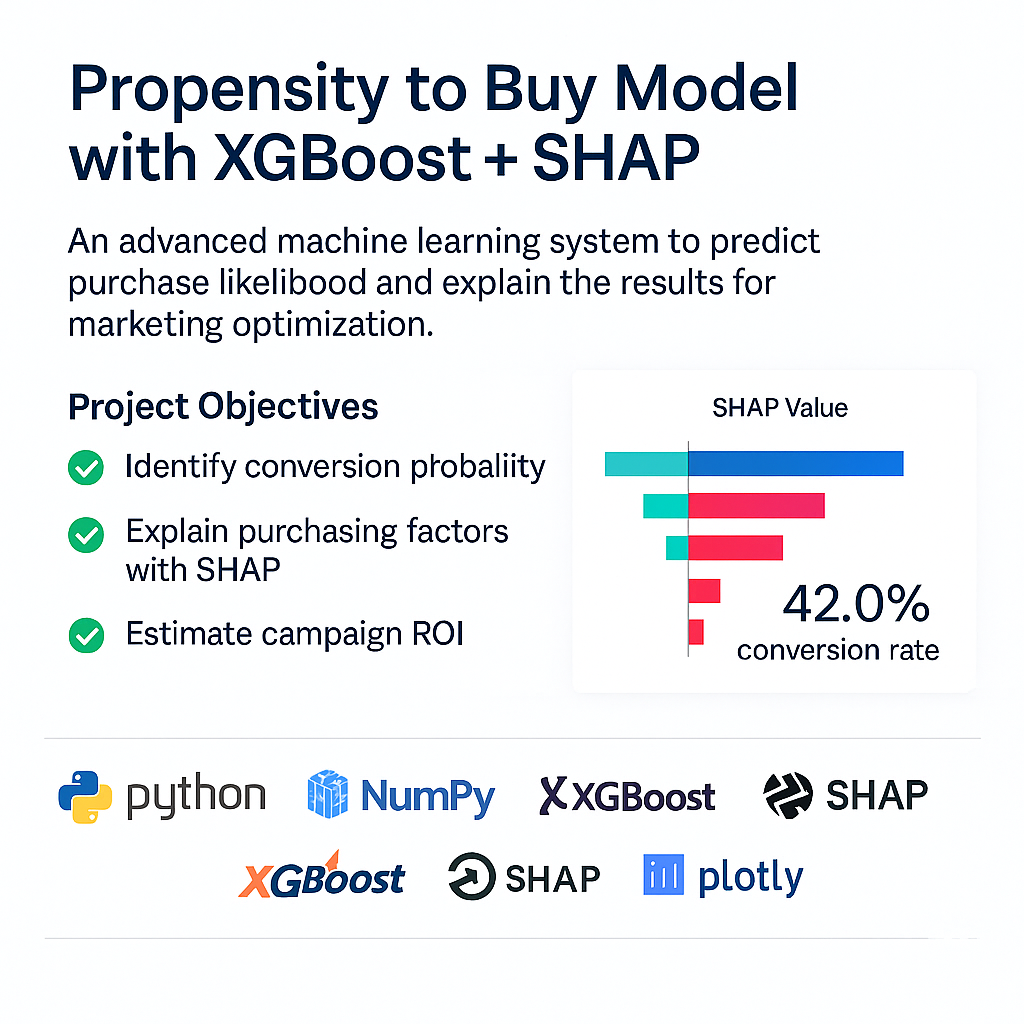 Propensity to Buy Model
with XGBoost + SHAP
An advanced machine learning system to predict
purchase likelibood and explain the results for
marketing optimization.
Project Objectives
Identify conversion probaliity
Explain purchasing factors
with SHAP
Estimate campaign ROI
SHAP Value
42.0%
conversion rate
python NumPy XXGBoost SHAP
XGBoost SHAP plotly